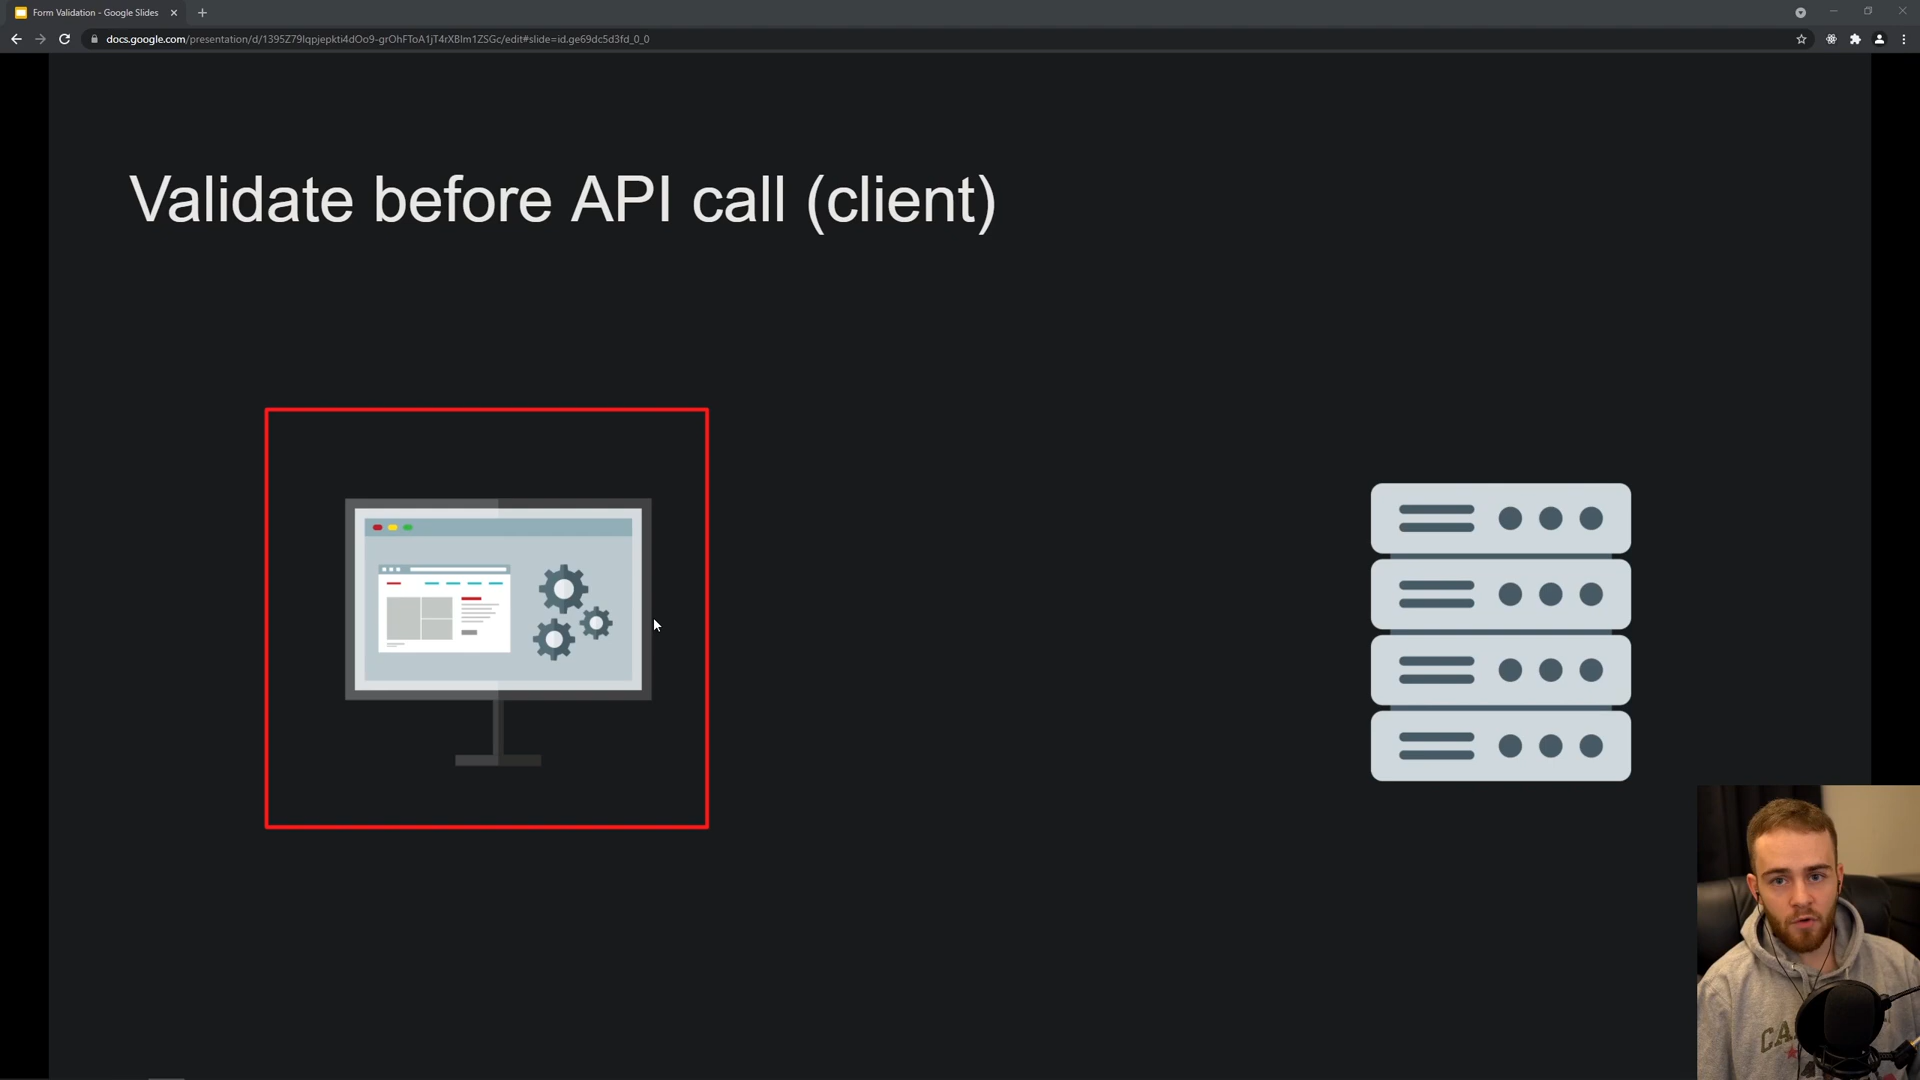 Form Validation - Google Slides
docs.google.com/presentation/d/1395Z79lqpjepkti4dOo9-grOhFToA1jT4rXBlm1ZSGc/edit#slide=id.ge69dc5d3fd_0_0
Validate before API call (client)
CA